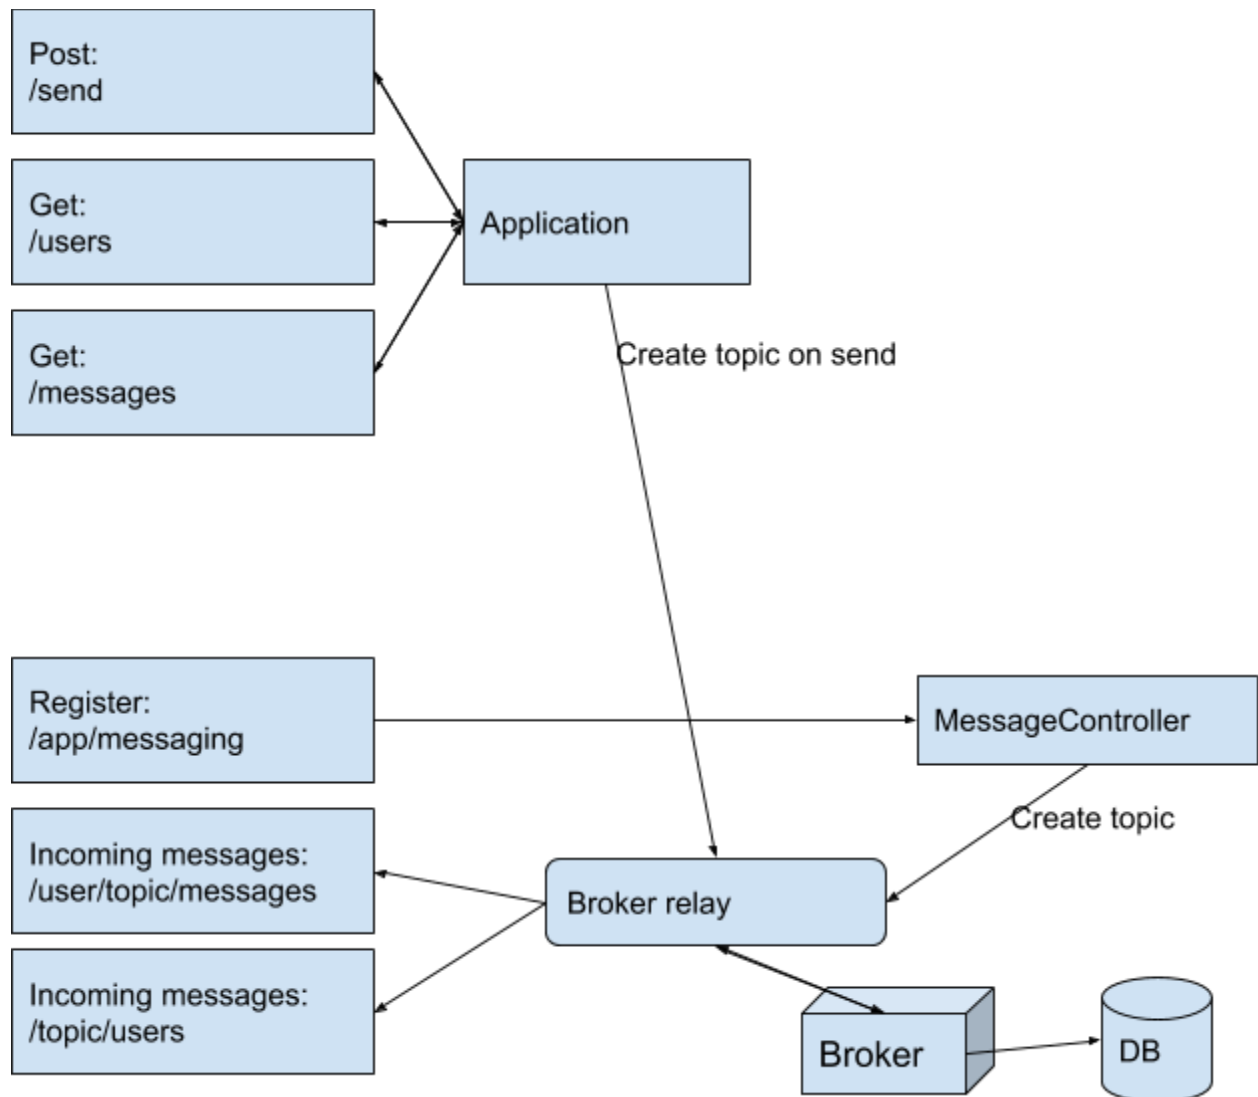 Post:
/send
Get:
/users
Application
Get:
/messages
Create topic on send
Register:
/app/messaging
MessageController
Create topic
Incoming messages:
/user/topic/messages
Broker relay
Incoming messages:
/topic/users
Broker
DB